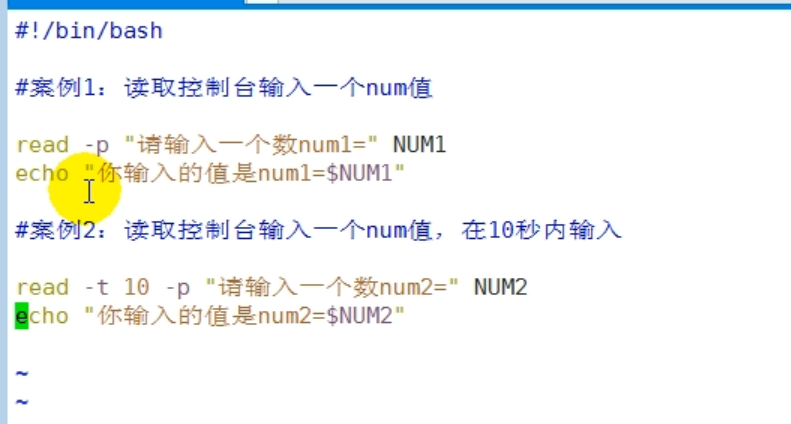 #!/bin/bash
#案例1：读取控制台输入一个num值
read -p "请输入一个数num1=" NUM1
echo "你输入的值是num1=$NUM1"
#案例2：读取控制台输入一个num值，在10秒内输入
read -t 10 -p "请输入一个数num2=" NUM2
echo "你输入的值是num2=$NUM2"
~
~